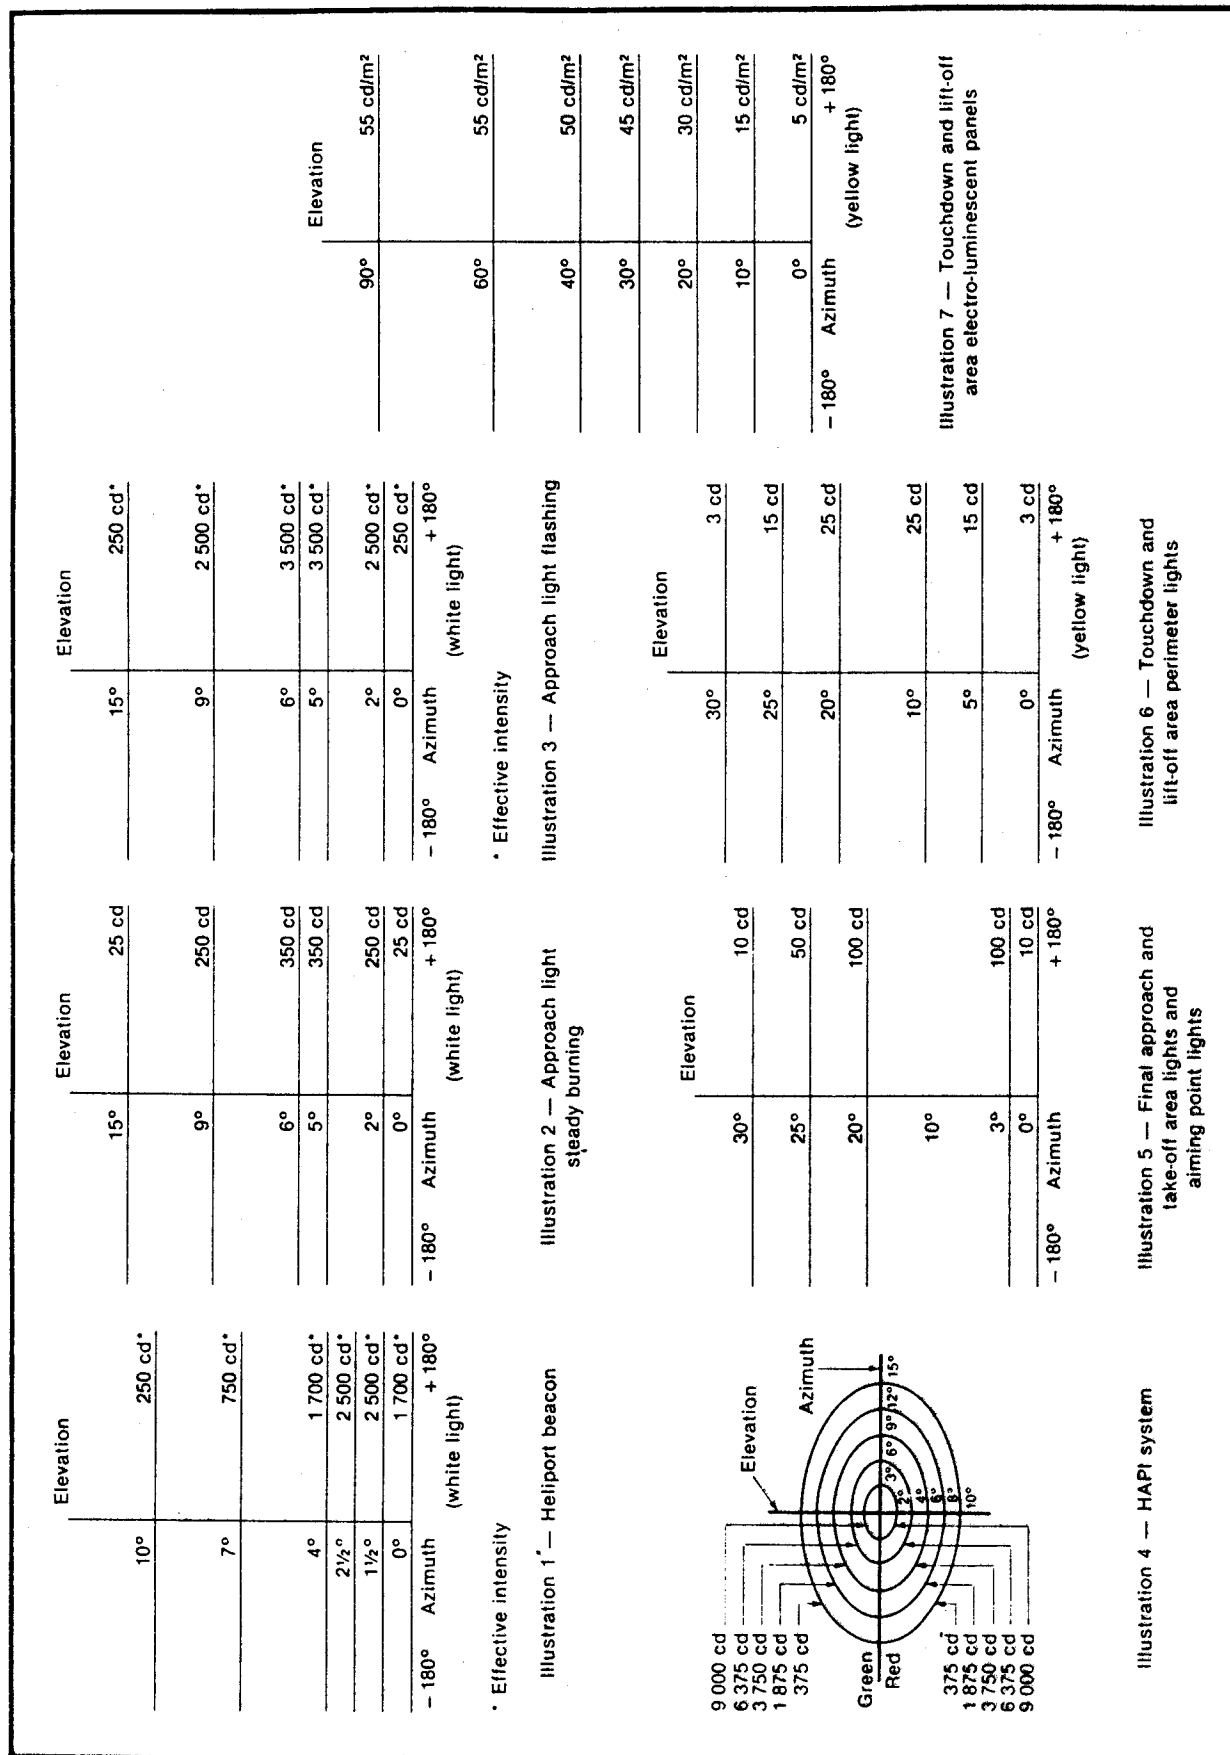 Elevation
10° 250 cd*
7° 750 cd*
4° 1 700 cd*
2½° 2 500 cd*
1½° 2 500 cd*
0° 1 700 cd*
− 180° Azimuth + 180°
(white light)
* Effective intensity
Illustration 1 — Heliport beacon
Elevation
15° 25 cd
9° 250 cd
6° 350 cd
5° 350 cd
2° 250 cd
0° 25 cd
− 180° Azimuth + 180°
(white light)
Illustration 2 — Approach light
steady burning
Elevation
15° 250 cd*
9° 2 500 cd*
6° 3 500 cd*
5° 3 500 cd*
2° 2 500 cd*
0° 250 cd*
− 180° Azimuth + 180°
(white light)
* Effective intensity
Illustration 3 — Approach light flashing
Elevation
Azimuth
9 000 cd
6 375 cd
3 750 cd
1 875 cd
375 cd
Green
Red
3° 6° 9° 12° 15°
2°
4°
6°
8°
10°
375 cd
1 875 cd
3 750 cd
6 375 cd
9 000 cd
Illustration 4 — HAPI system
Elevation
30° 10 cd
25° 50 cd
20° 100 cd
10°
3° 100 cd
0° 10 cd
− 180° Azimuth + 180°
Illustration 5 — Final approach and
take-off area lights and
aiming point lights
Elevation
30° 3 cd
25° 15 cd
20° 25 cd
10° 25 cd
5° 15 cd
0° 3 cd
− 180° Azimuth + 180°
(yellow light)
Illustration 6 — Touchdown and
lift-off area perimeter lights
Elevation
90° 55 cd/m²
60° 55 cd/m²
40° 50 cd/m²
30° 45 cd/m²
20° 30 cd/m²
10° 15 cd/m²
0° 5 cd/m²
− 180° Azimuth + 180°
(yellow light)
Illustration 7 — Touchdown and lift-off
area electro-luminescent panels